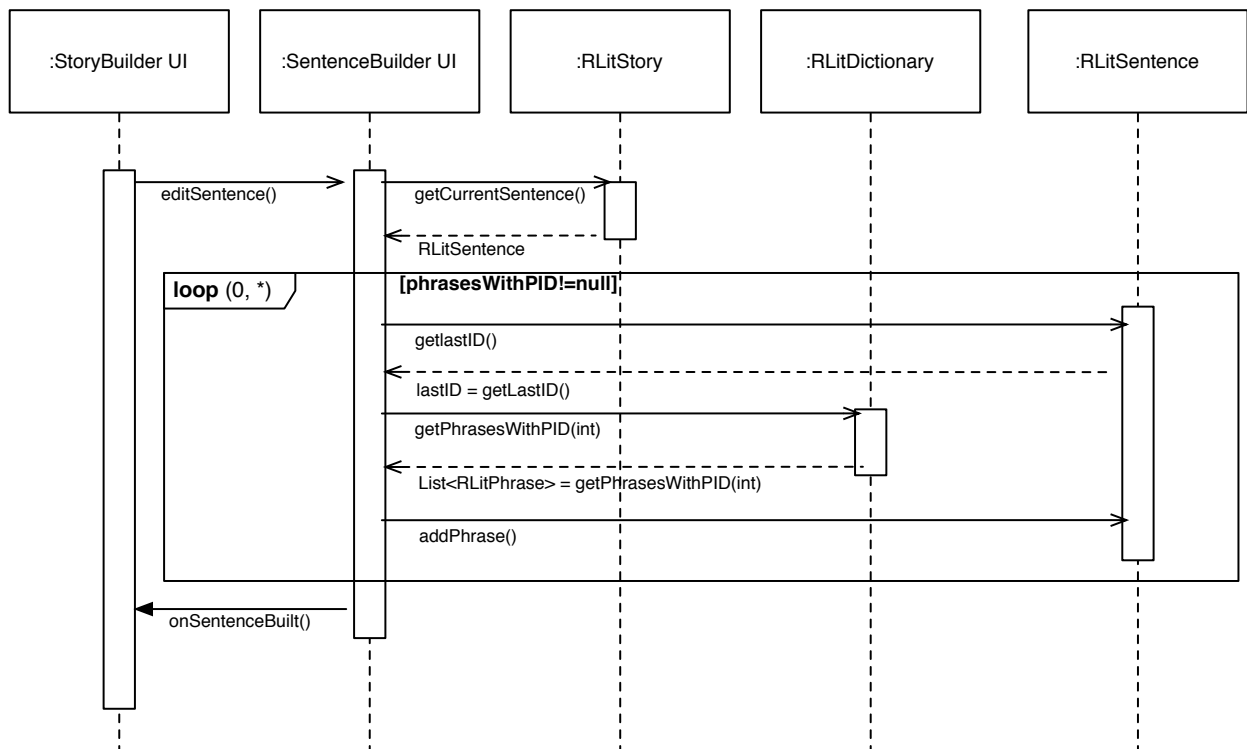 :StoryBuilder UI
:SentenceBuilder UI
:RLitStory
:RLitDictionary
:RLitSentence
editSentence()
getCurrentSentence()
RLitSentence
loop (0, *)
[phrasesWithPID!=null]
getlastID()
lastID = getLastID()
getPhrasesWithPID(int)
List<RLitPhrase> = getPhrasesWithPID(int)
addPhrase()
onSentenceBuilt()